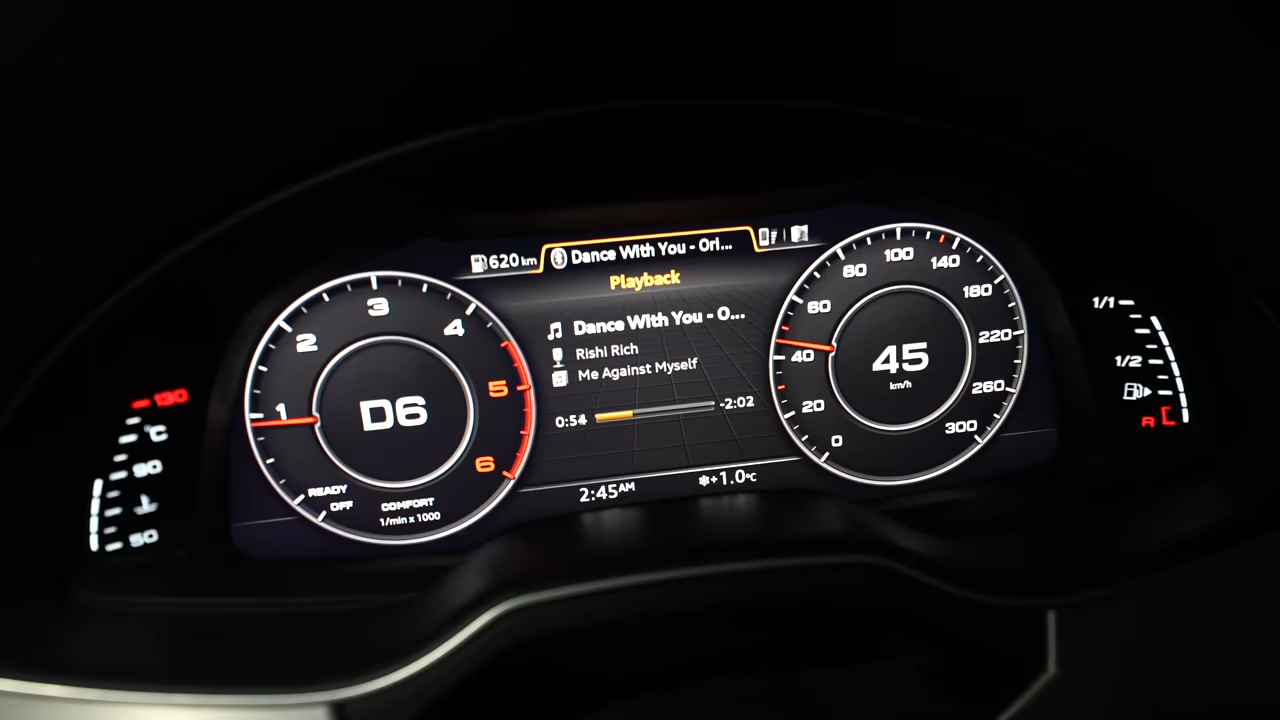 620 km
Dance With You - Ori...
Playback
Dance With You - O...
Rishi Rich
Me Against Myself
0:54
-2:02
2:45AM
+1.0°C
1
2
3
4
5
6
D6
READY
OFF
COMFORT
1/min x 1000
0
20
40
60
80
100
140
180
220
260
300
45
km/h
130
°C
90
50
1/1
1/2
R